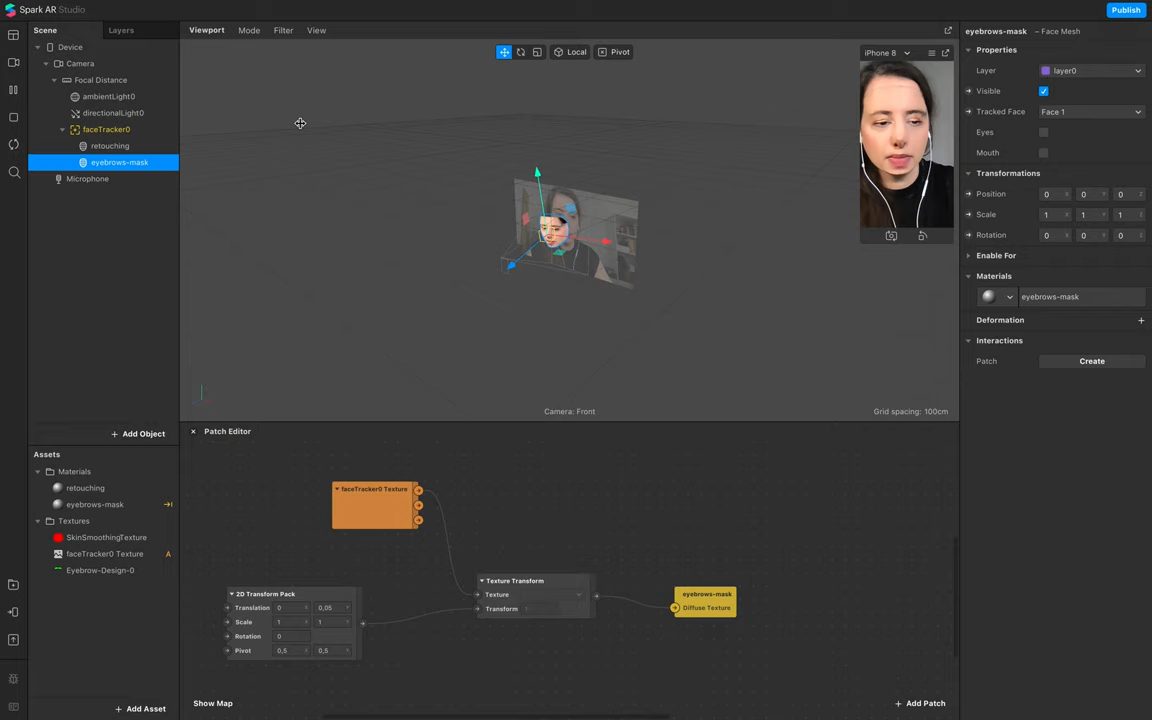 Spark AR Studio
Publish
Scene
Layers
Device
Camera
Focal Distance
ambientLight0
directionalLight0
faceTracker0
retouching
eyebrows-mask
Microphone
+ Add Object
Assets
Materials
retouching
eyebrows-mask
Textures
SkinSmoothingTexture
faceTracker0 Texture A
Eyebrow-Design-0
+ Add Asset
Viewport Mode Filter View
Local
Pivot
iPhone 8
Camera: Front
Grid spacing: 100cm
Patch Editor
faceTracker0 Texture
2D Transform Pack
Translation 0 0,05
Scale 1 1
Rotation 0
Pivot 0,5 0,5
Texture Transform
Texture
Transform
eyebrows-mask
Diffuse Texture
Show Map
+ Add Patch
eyebrows-mask – Face Mesh
Properties
Layer layer0
Visible
Tracked Face Face 1
Eyes
Mouth
Transformations
Position 0 0 0
Scale 1 1 1
Rotation 0 0 0
Enable For
Materials
eyebrows-mask
Deformation +
Interactions
Patch Create